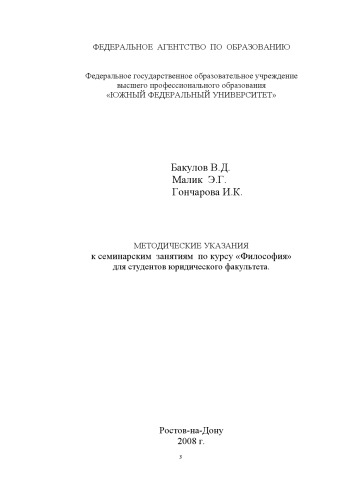 ФЕДЕРАЛЬНОЕ АГЕНТСТВО ПО ОБРАЗОВАНИЮ
Федеральное государственное образовательное учреждение
высшего профессионального образования
«ЮЖНЫЙ ФЕДЕРАЛЬНЫЙ УНИВЕРСИТЕТ»
Бакулов В.Д.
Малик Э.Г.
Гончарова И.К.
МЕТОДИЧЕСКИЕ УКАЗАНИЯ
к семинарским занятиям по курсу «Философия»
для студентов юридического факультета.
Ростов-на-Дону
2008 г.